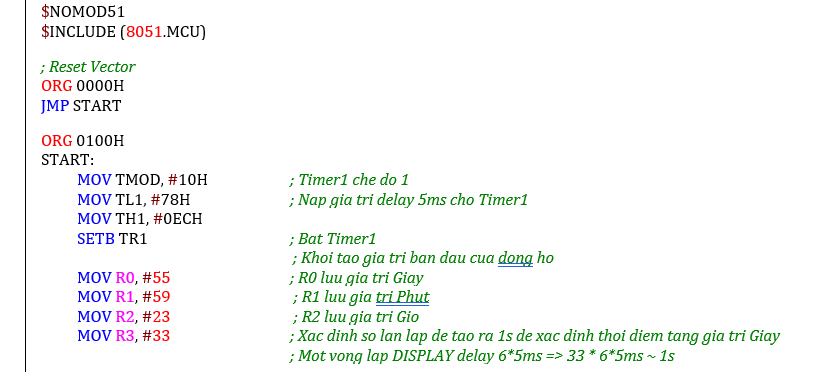 $NOMOD51
$INCLUDE (8051.MCU)
; Reset Vector
ORG 0000H
JMP START
ORG 0100H
START:
MOV TMOD, #10H ; Timer1 che do 1
MOV TL1, #78H ; Nap gia tri delay 5ms cho Timer1
MOV TH1, #0ECH
SETB TR1 ; Bat Timer1
; Khoi tao gia tri ban dau cua dong ho
MOV R0, #55 ; R0 luu gia tri Giay
MOV R1, #59 ; R1 luu gia tri Phut
MOV R2, #23 ; R2 luu gia tri Gio
MOV R3, #33 ; Xac dinh so lan lap de tao ra 1s de xac dinh thoi diem tang gia tri Giay
; Mot vong lap DISPLAY delay 6*5ms => 33 * 6*5ms ~ 1s